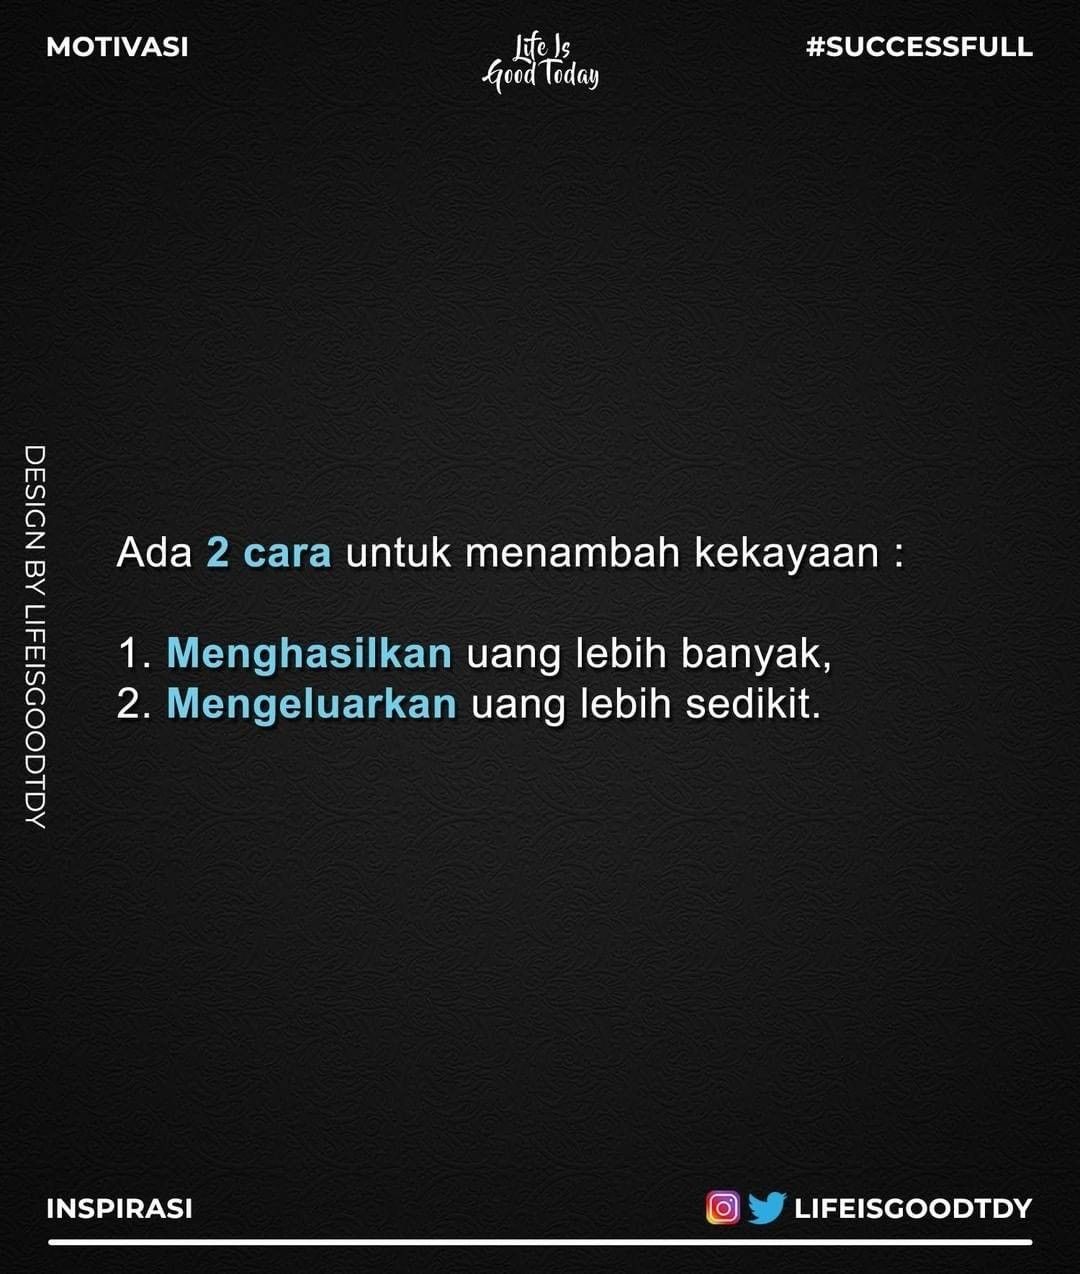 MOTIVASI
Life Is
Good Today
#SUCCESSFULL
DESIGN BY LIFEISGOODTDY
Ada 2 cara untuk menambah kekayaan :
1. Menghasilkan uang lebih banyak,
2. Mengeluarkan uang lebih sedikit.
INSPIRASI
LIFEISGOODTDY